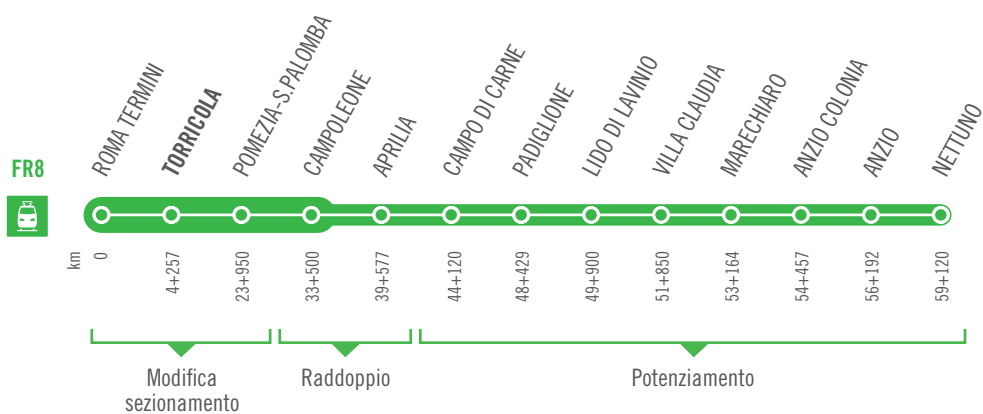 FR8
ROMA TERMINI
TORRICOLA
POMEZIA-S.PALOMBA
CAMPOLEONE
APRILIA
CAMPO DI CARNE
PADIGLIONE
LIDO DI LAVINIO
VILLA CLAUDIA
MARECHIARO
ANZIO COLONIA
ANZIO
NETTUNO
km
0
4+257
23+950
33+500
39+577
44+120
48+429
49+900
51+850
53+164
54+457
56+192
59+120
Modifica
sezionamento
Raddoppio
Potenziamento